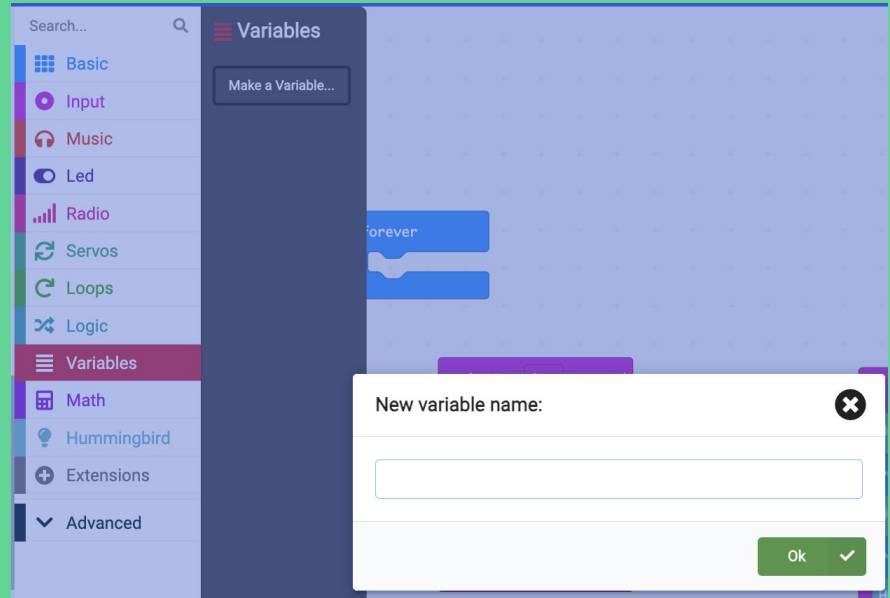 Search...
Basic
Input
Music
Led
Radio
Servos
Loops
Logic
Variables
Math
Hummingbird
Extensions
Advanced
Variables
Make a Variable...
forever
New variable name:
Ok